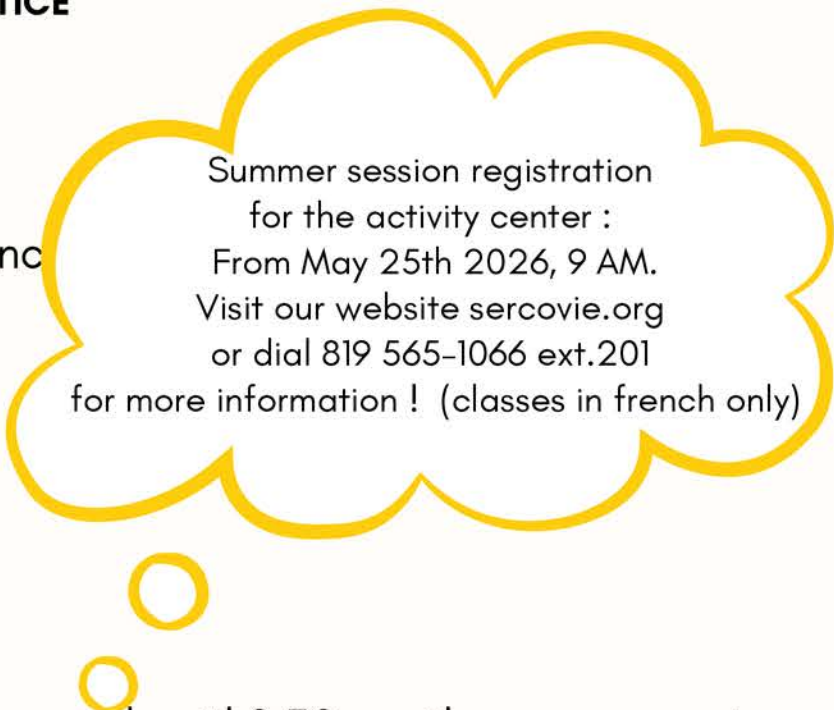 Summer session registration
for the activity center :
From May 25th 2026, 9 AM.
Visit our website sercovie.org
or dial 819 565-1066 ext.201
for more information !  (classes in french only)